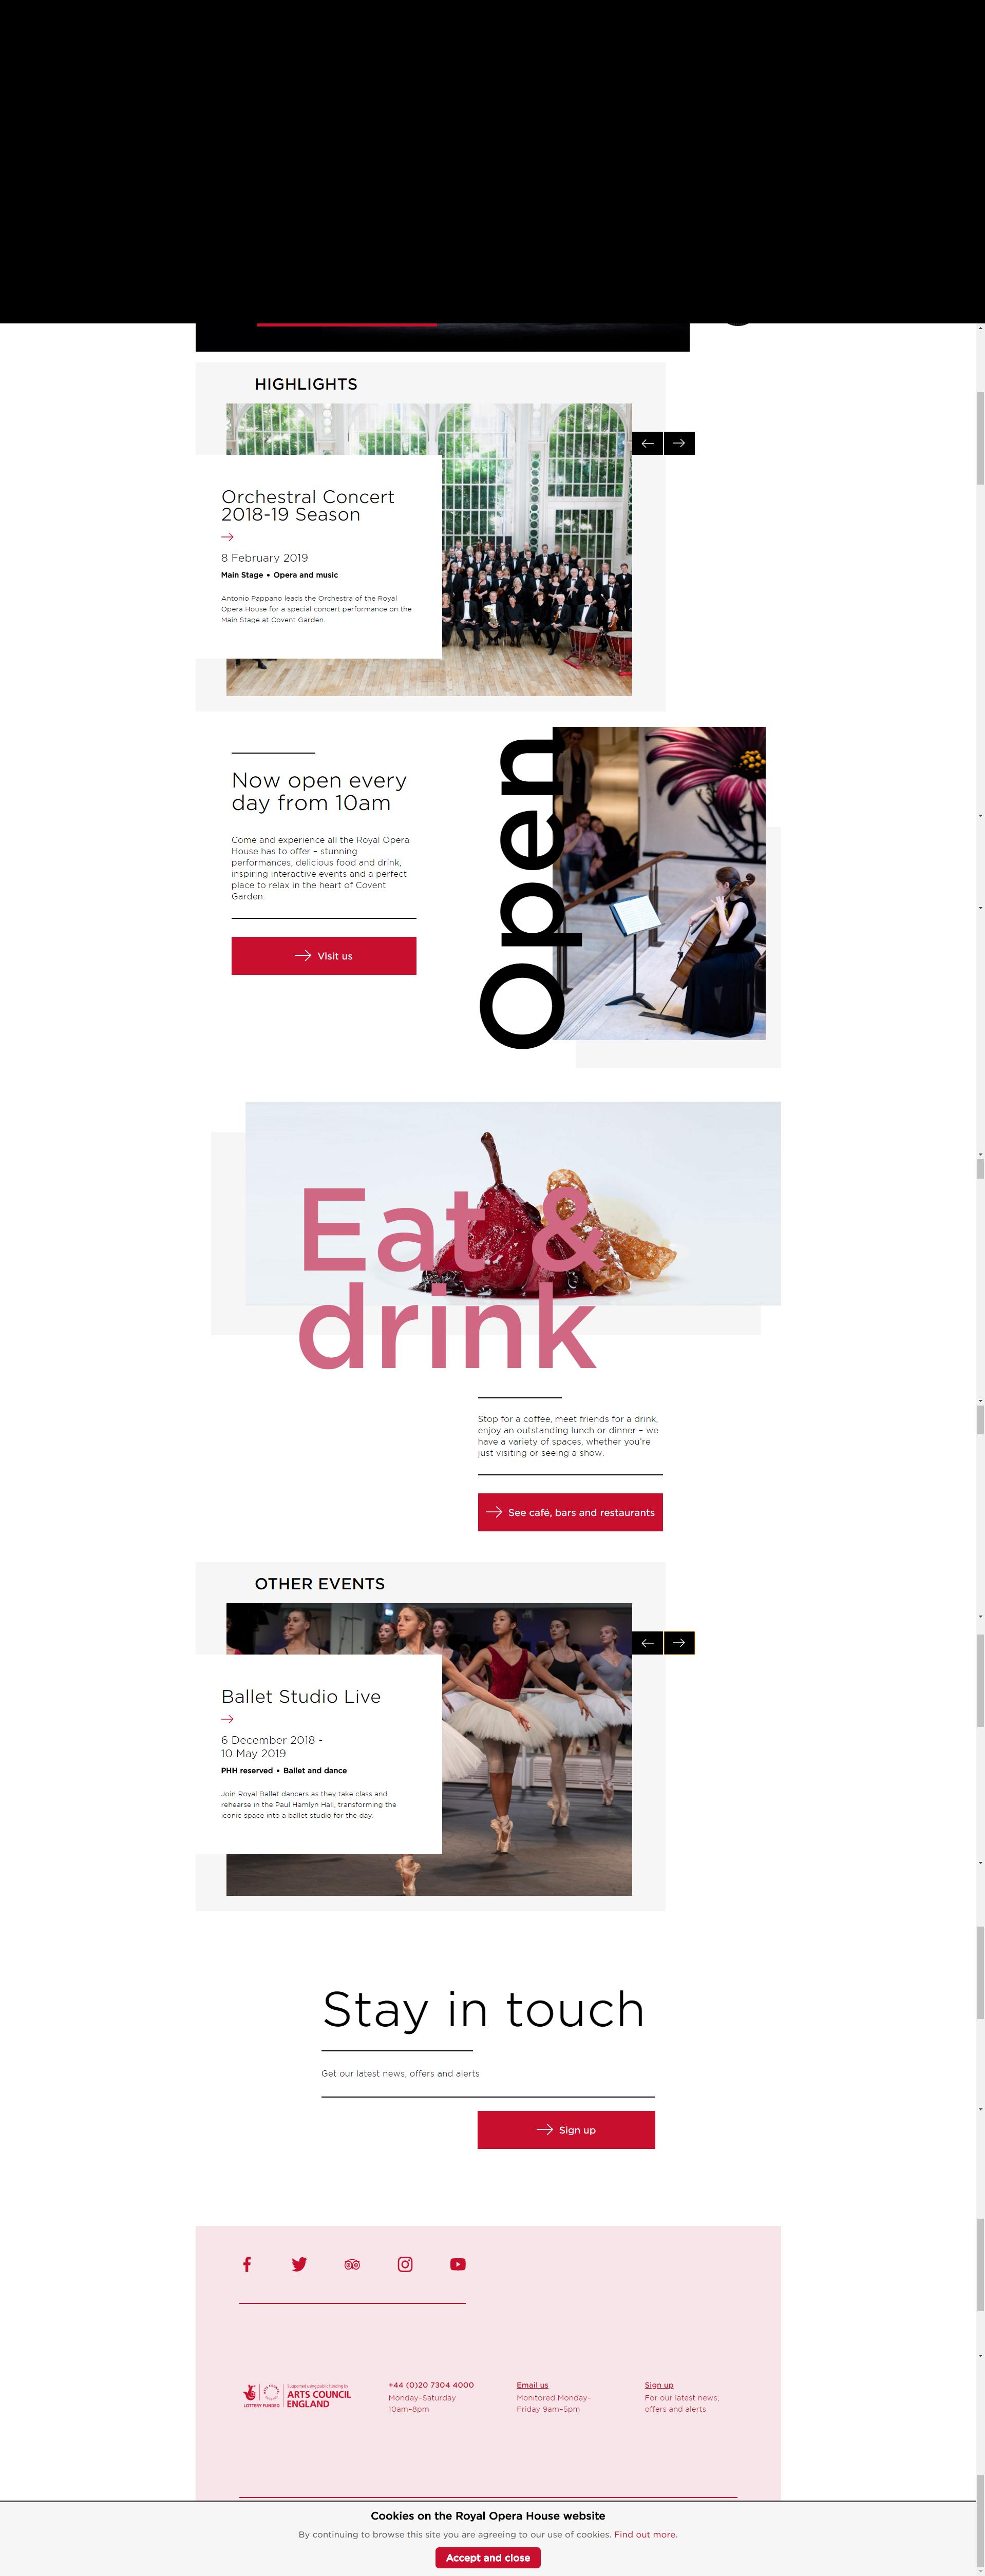 HIGHLIGHTS
Orchestral Concert
2018-19 Season
8 February 2019
Main Stage • Opera and music
Antonio Pappano leads the Orchestra of the Royal
Opera House for a special concert performance on the
Main Stage at Covent Garden.
Now open every
day from 10am
Come and experience all the Royal Opera
House has to offer – stunning
performances, delicious food and drink,
inspiring interactive events and a perfect
place to relax in the heart of Covent
Garden.
Visit us
Open
Eat &
drink
Stop for a coffee, meet friends for a drink,
enjoy an outstanding lunch or dinner – we
have a variety of spaces, whether you're
just visiting or seeing a show.
See café, bars and restaurants
OTHER EVENTS
Ballet Studio Live
6 December 2018 -
10 May 2019
PHH reserved • Ballet and dance
Join Royal Ballet dancers as they take class and
rehearse in the Paul Hamlyn Hall, transforming the
iconic space into a ballet studio for the day.
Stay in touch
Get our latest news, offers and alerts
Sign up
Supported using public funding by
ARTS COUNCIL
ENGLAND
LOTTERY FUNDED
+44 (0)20 7304 4000
Monday–Saturday
10am–8pm
Email us
Monitored Monday–
Friday 9am–5pm
Sign up
For our latest news,
offers and alerts
Cookies on the Royal Opera House website
By continuing to browse this site you are agreeing to our use of cookies. Find out more.
Accept and close